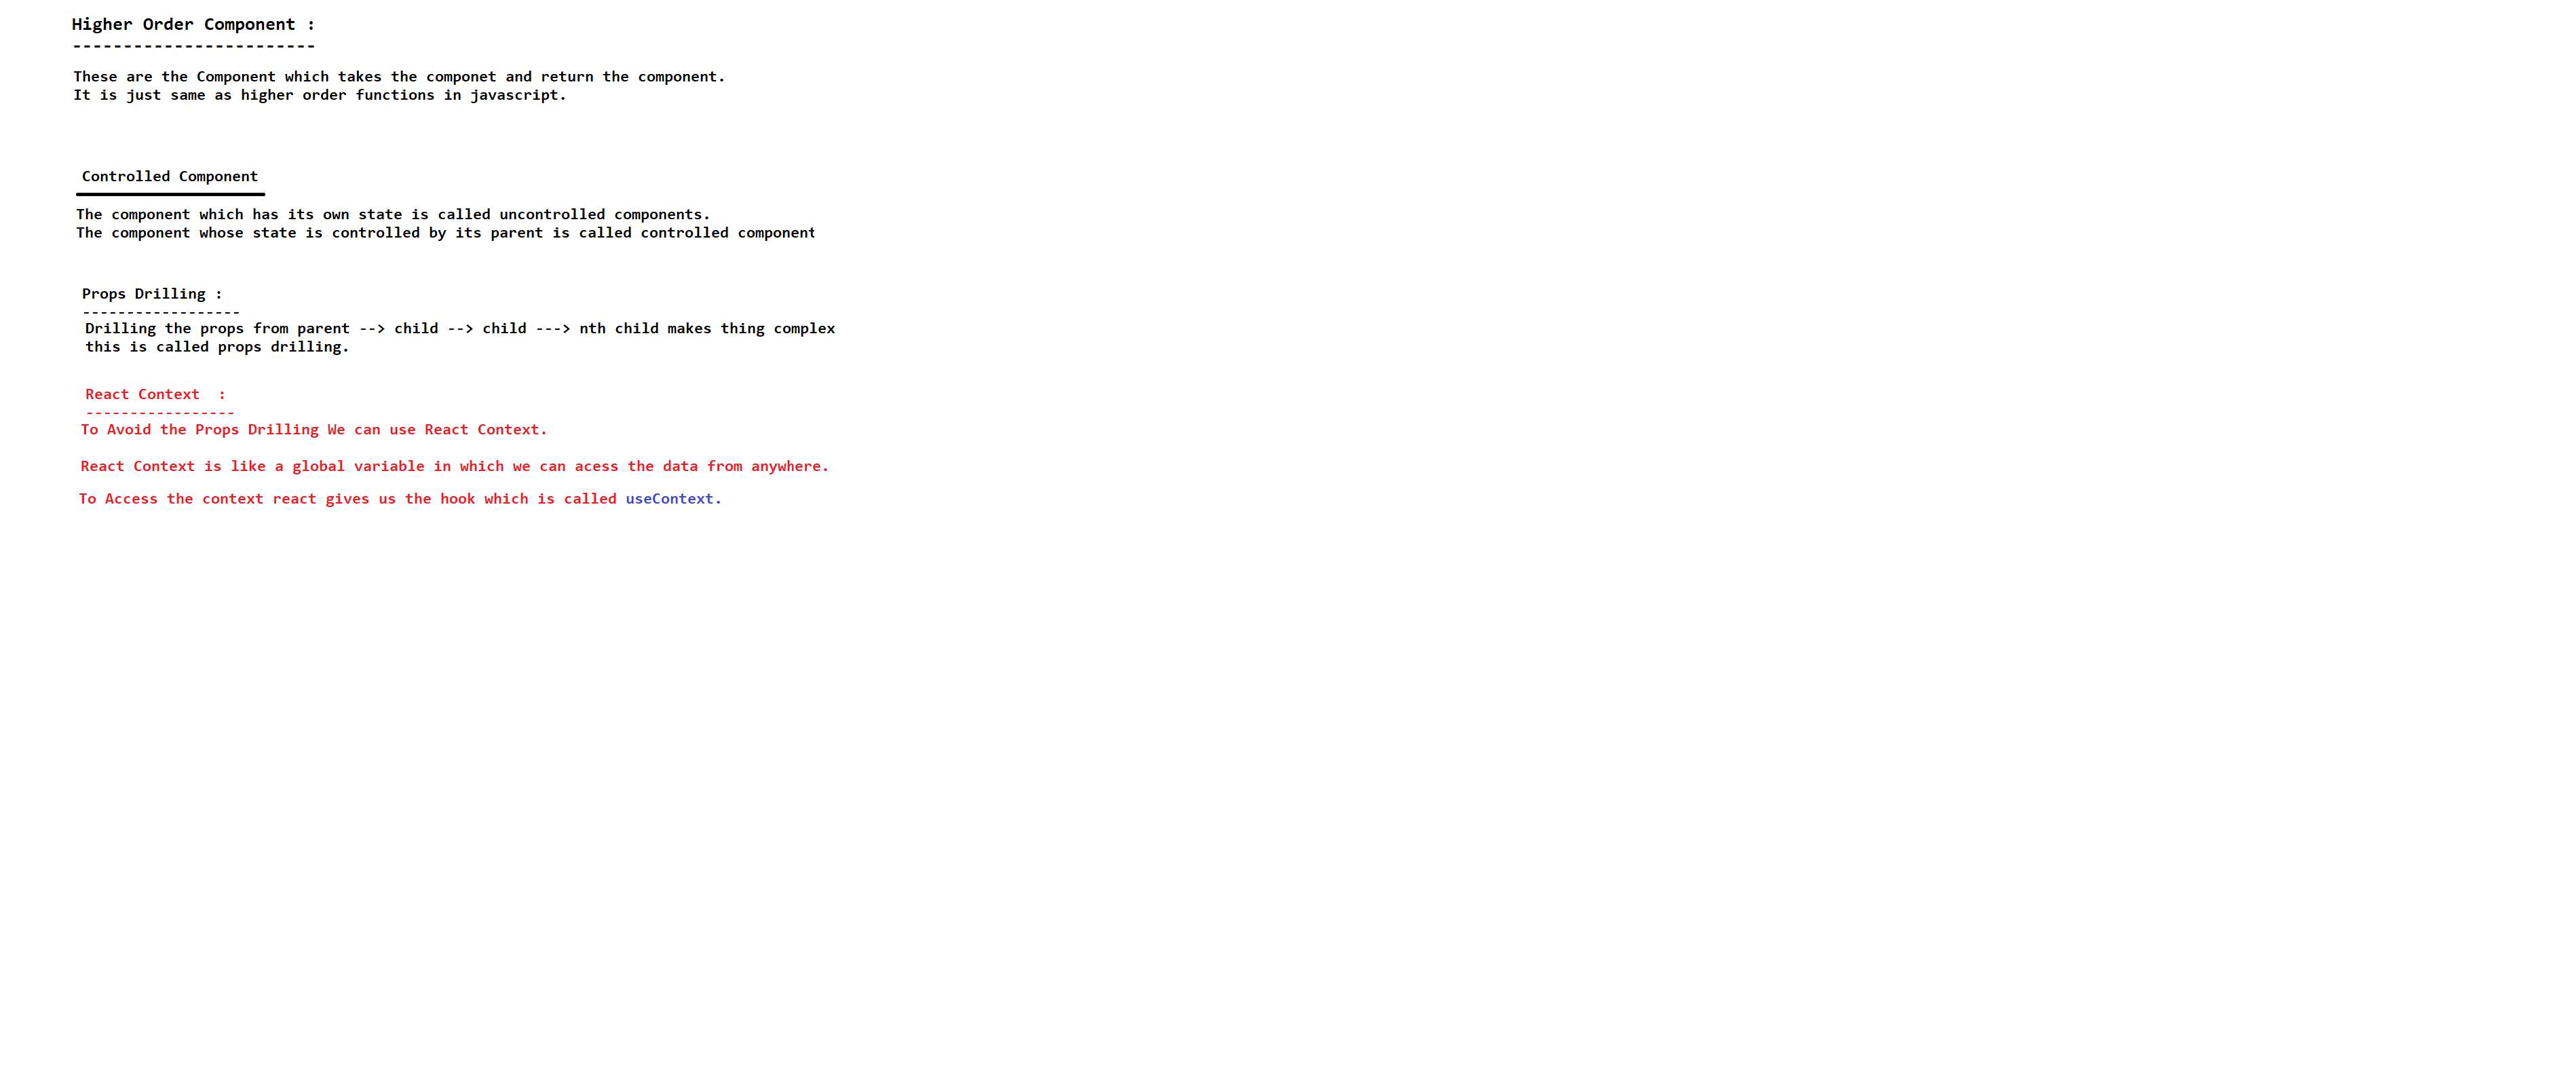 Higher Order Component :
------------------------
These are the Component which takes the componet and return the component.
It is just same as higher order functions in javascript.
Controlled Component
The component which has its own state is called uncontrolled components.
The component whose state is controlled by its parent is called controlled component
Props Drilling :
------------------
Drilling the props from parent --> child --> child ---> nth child makes thing complex
this is called props drilling.
React Context  :
-----------------
To Avoid the Props Drilling We can use React Context.
React Context is like a global variable in which we can acess the data from anywhere.
To Access the context react gives us the hook which is called useContext.